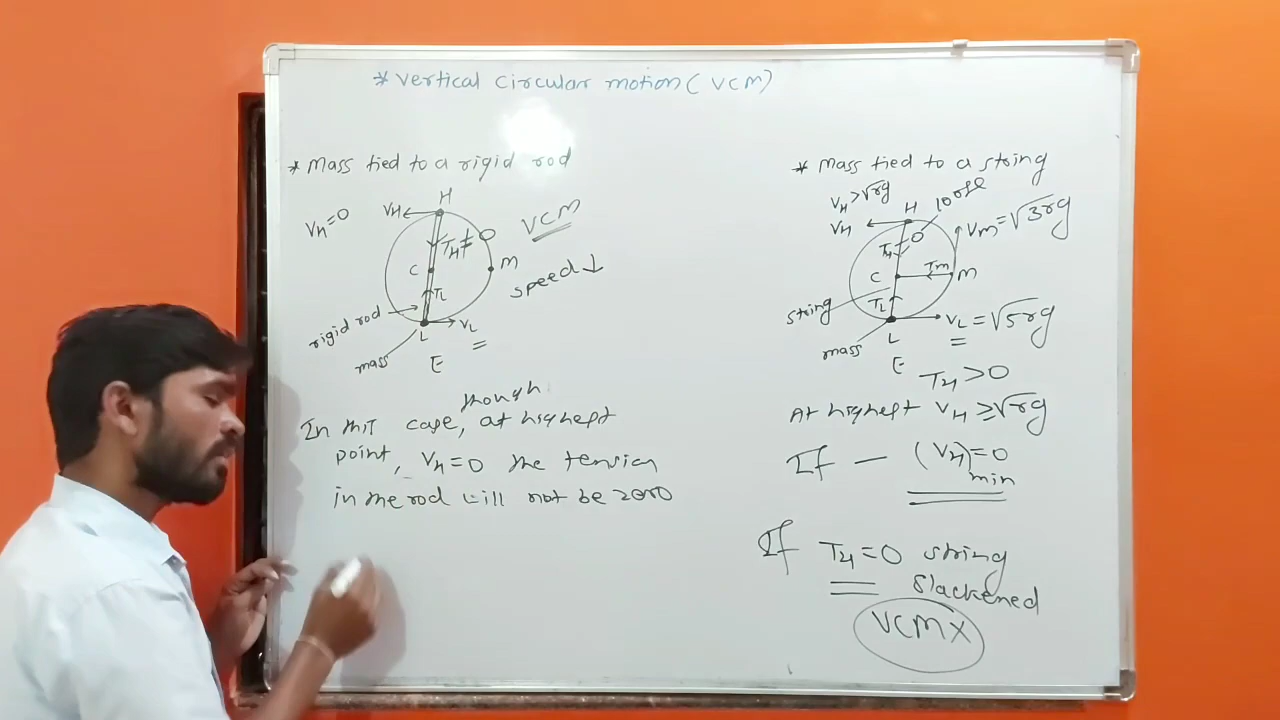 * Vertical Circular motion (VCM)
* Mass tied to a rigid rod
H
VH=0
VH
TH≠0
VCM
C
M
TL
speed ↓
rigid rod
VL
L
mass
E
though
In this case, at highest
point, VH=0 the tension
in the rod will not be zero
* Mass tied to a string
VH>√rg
H
loose
VH
Vm=√3rg
TH
0
C
Tm
M
string
TL
VL=√5rg
mass
L
E
TH>0
At highest VH≥√rg
If — (VH)min=0
If TH=0 string
slackened
VCM X